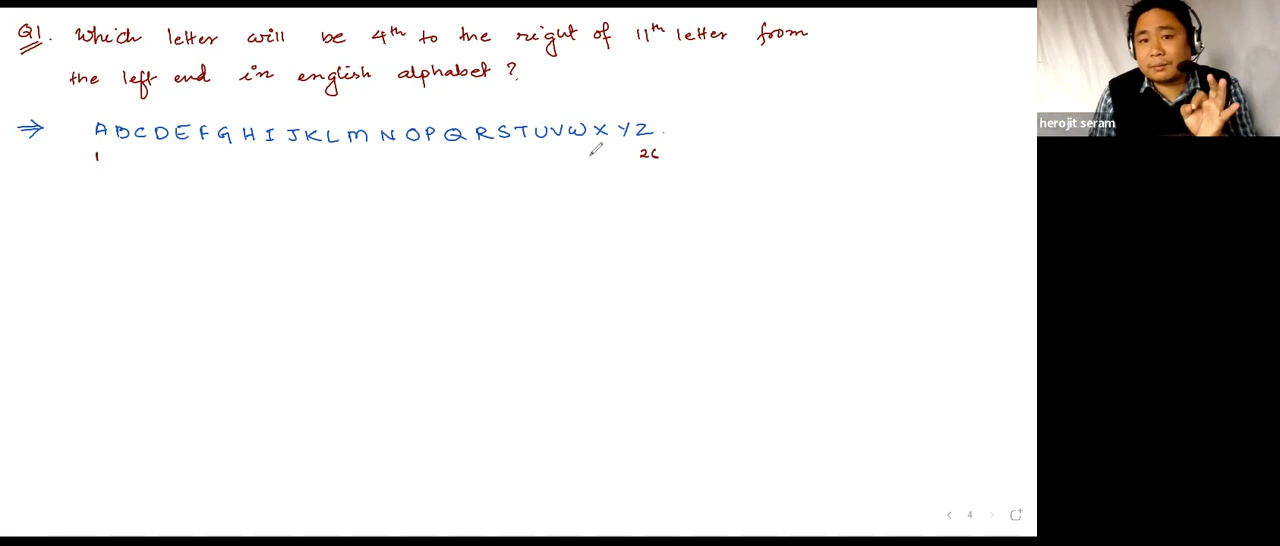 Q1. Which letter will be 4th to the right of 11th letter from
the left end in english alphabet ?
⇒ A B C D E F G H I J K L M N O P Q R S T U V W X Y Z .
1 26
herojit seram
4